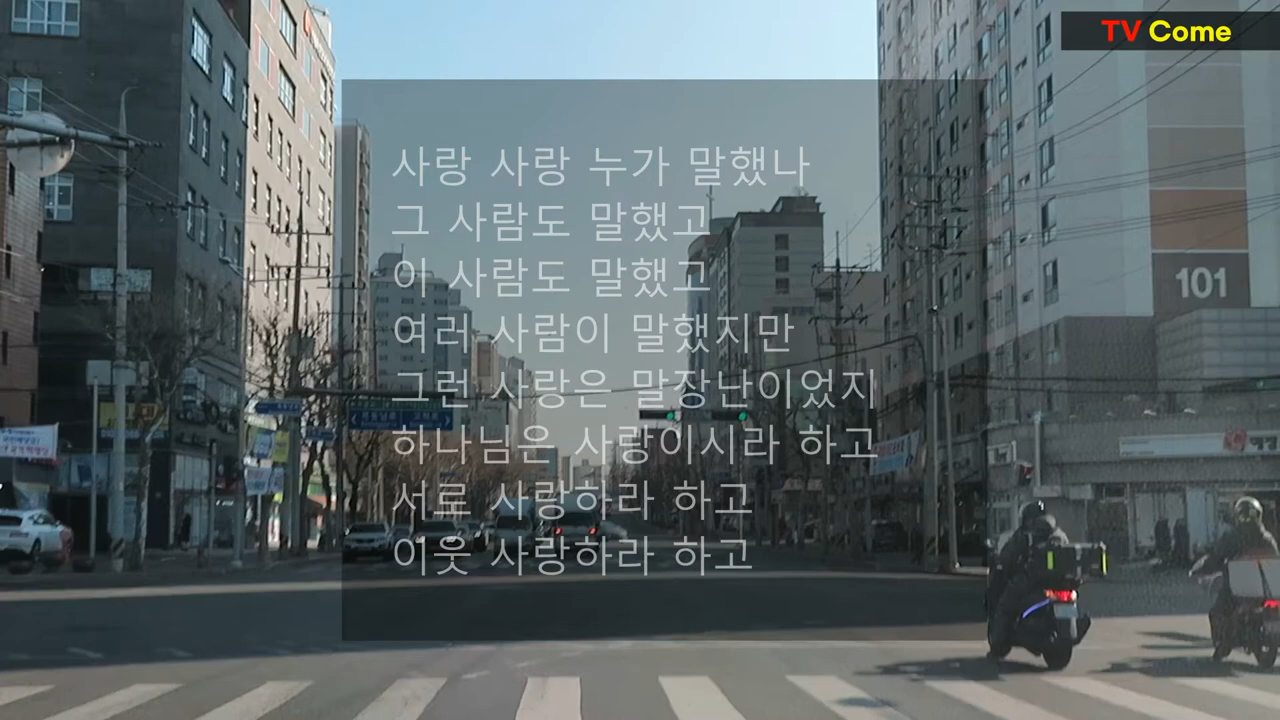 TV Come
사랑 사랑 누가 말했나
그 사람도 말했고
이 사람도 말했고
여러 사람이 말했지만
그런 사랑은 말장난이었지
하나님은 사랑이시라 하고
서로 사랑하라 하고
이웃 사랑하라 하고
101